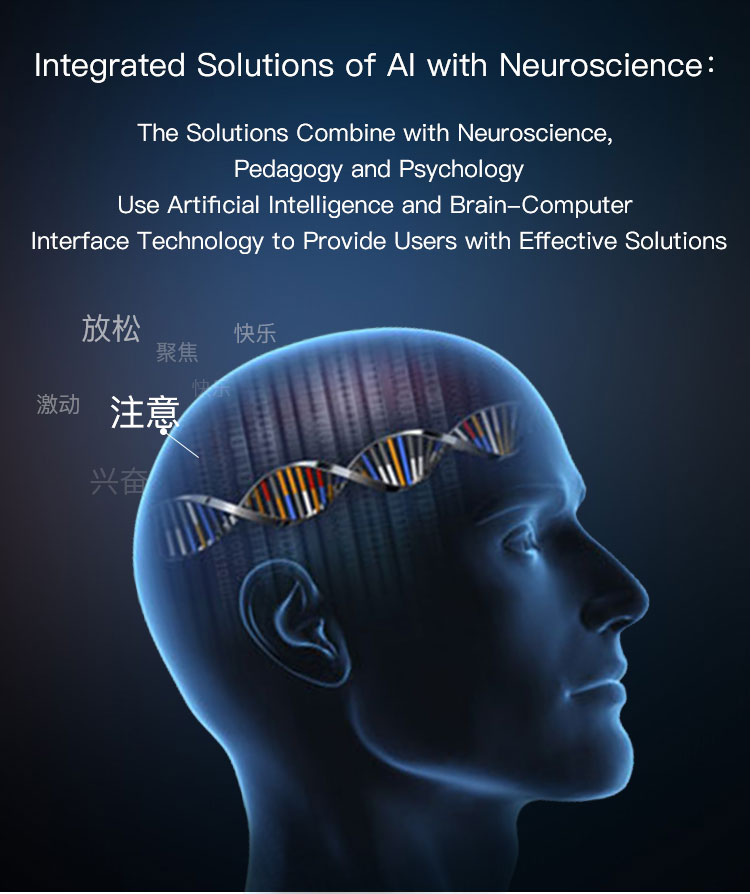 Integrated Solutions of AI with Neuroscience：
The Solutions Combine with Neuroscience,
Pedagogy and Psychology
Use Artificial Intelligence and Brain-Computer
Interface Technology to Provide Users with Effective Solutions
放松
快乐
聚焦
快乐
激动
注意
兴奋